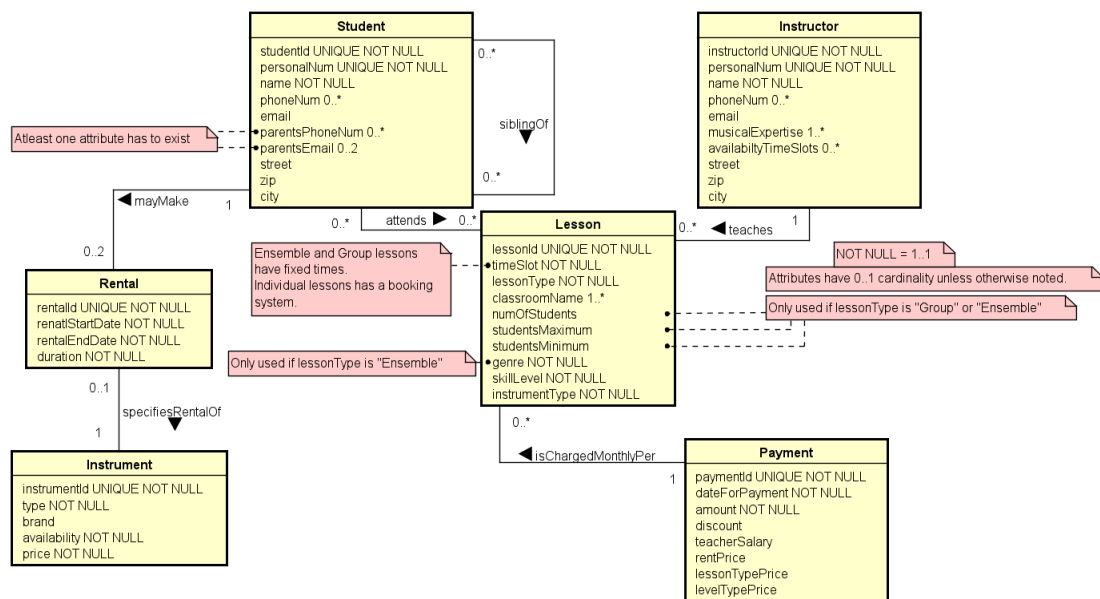 Student
studentId UNIQUE NOT NULL
personalNum UNIQUE NOT NULL
name NOT NULL
phoneNum 0..*
email
parentsPhoneNum 0..*
parentsEmail 0..2
street
zip
city
Instructor
instructorId UNIQUE NOT NULL
personalNum UNIQUE NOT NULL
name NOT NULL
phoneNum 0..*
email
musicalExpertise 1..*
availabiltyTimeSlots 0..*
street
zip
city
0..*
siblingOf
0..*
Atleast one attribute has to exist
mayMake
1
0..2
0..*
attends
0..*
0..*
teaches
1
Lesson
lessonId UNIQUE NOT NULL
timeSlot NOT NULL
lessonType NOT NULL
classroomName 1..*
numOfStudents
studentsMaximum
studentsMinimum
genre NOT NULL
skillLevel NOT NULL
instrumentType NOT NULL
Ensemble and Group lessons
have fixed times.
Individual lessons has a booking
system.
NOT NULL = 1..1
Attributes have 0..1 cardinality unless otherwise noted.
Only used if lessonType is "Group" or "Ensemble"
Only used if lessonType is "Ensemble"
Rental
rentalId UNIQUE NOT NULL
renatlStartDate NOT NULL
rentalEndDate NOT NULL
duration NOT NULL
0..1
specifiesRentalOf
1
Instrument
instrumentId UNIQUE NOT NULL
type NOT NULL
brand
availability NOT NULL
price NOT NULL
0..*
isChargedMonthlyPer
1
Payment
paymentId UNIQUE NOT NULL
dateForPayment NOT NULL
amount NOT NULL
discount
teacherSalary
rentPrice
lessonTypePrice
levelTypePrice